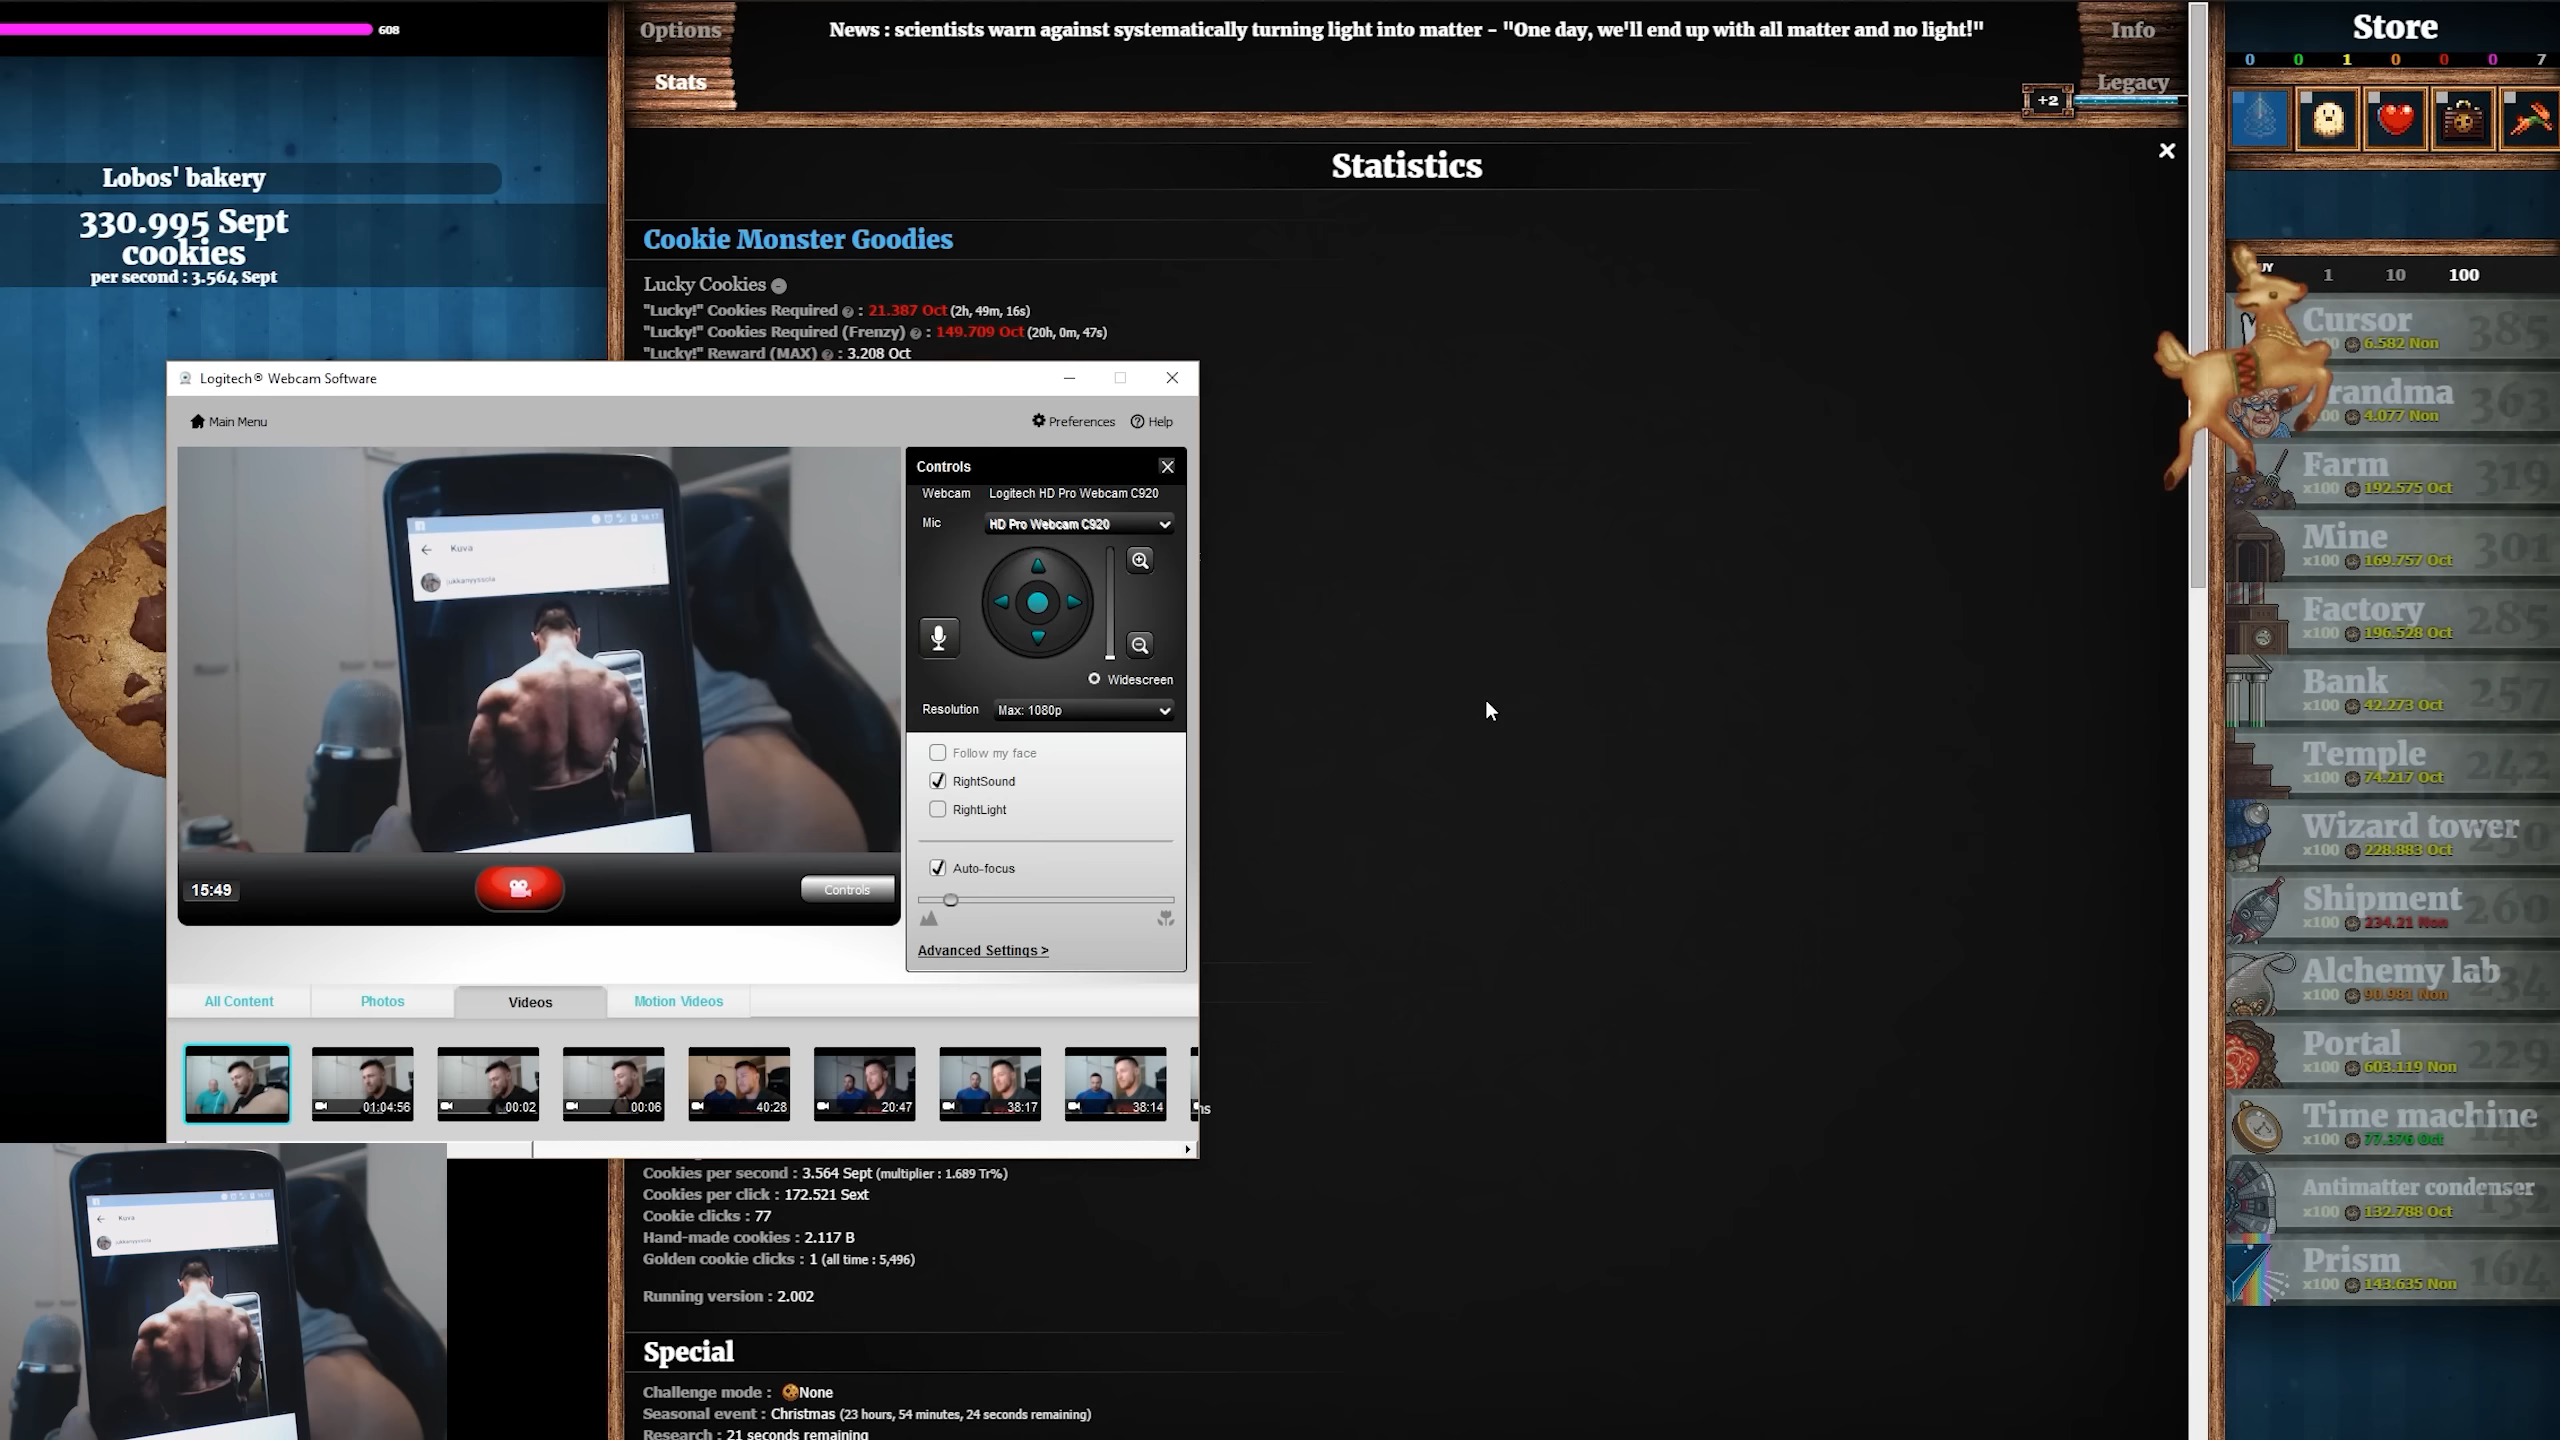 608
Options
Stats
News : scientists warn against systematically turning light into matter - "One day, we'll end up with all matter and no light!"
Info
Legacy
+2
Store
0 0 1 0 0 0 7
Lobos' bakery
330.995 Sept
cookies
per second : 3.564 Sept
Statistics
Cookie Monster Goodies
Lucky Cookies
"Lucky!" Cookies Required : 21.387 Oct (2h, 49m, 16s)
"Lucky!" Cookies Required (Frenzy) : 149.709 Oct (20h, 0m, 47s)
"Lucky!" Reward (MAX) : 3.208 Oct
Logitech® Webcam Software
Main Menu
Preferences
Help
Kuva
jukkanyyssola
15:49
Controls
Controls
Webcam Logitech HD Pro Webcam C920
Mic HD Pro Webcam C920
Widescreen
Resolution Max: 1080p
Follow my face
RightSound
RightLight
Auto-focus
Advanced Settings >
All Content
Photos
Videos
Motion Videos
01:04:56
00:02
00:06
40:28
20:47
38:17
38:14
Kuva
Cookies per second : 3.564 Sept (multiplier : 1.689 Tr%)
Cookies per click : 172.521 Sext
Cookie clicks : 77
Hand-made cookies : 2.117 B
Golden cookie clicks : 1 (all time : 5,496)
Running version : 2.002
Special
Challenge mode : None
Seasonal event : Christmas (23 hours, 54 minutes, 24 seconds remaining)
Research : 21 seconds remaining
1 10 100
Cursor 385
6.582 Non
363
4.077 Non
Farm 319
x100 192.575 Oct
Mine 301
x100 169.757 Oct
Factory 285
x100 196.528 Oct
Bank 257
x100 42.273 Oct
Temple 242
x100 74.217 Oct
Wizard tower 250
x100 228.883 Oct
Shipment 260
x100 234.21 Non
Alchemy lab 234
x100 90.981 Non
Portal 229
x100 603.119 Non
Time machine
x100 77.376 Oct
Antimatter condenser 132
x100 132.788 Oct
Prism 164
x100 143.635 Non